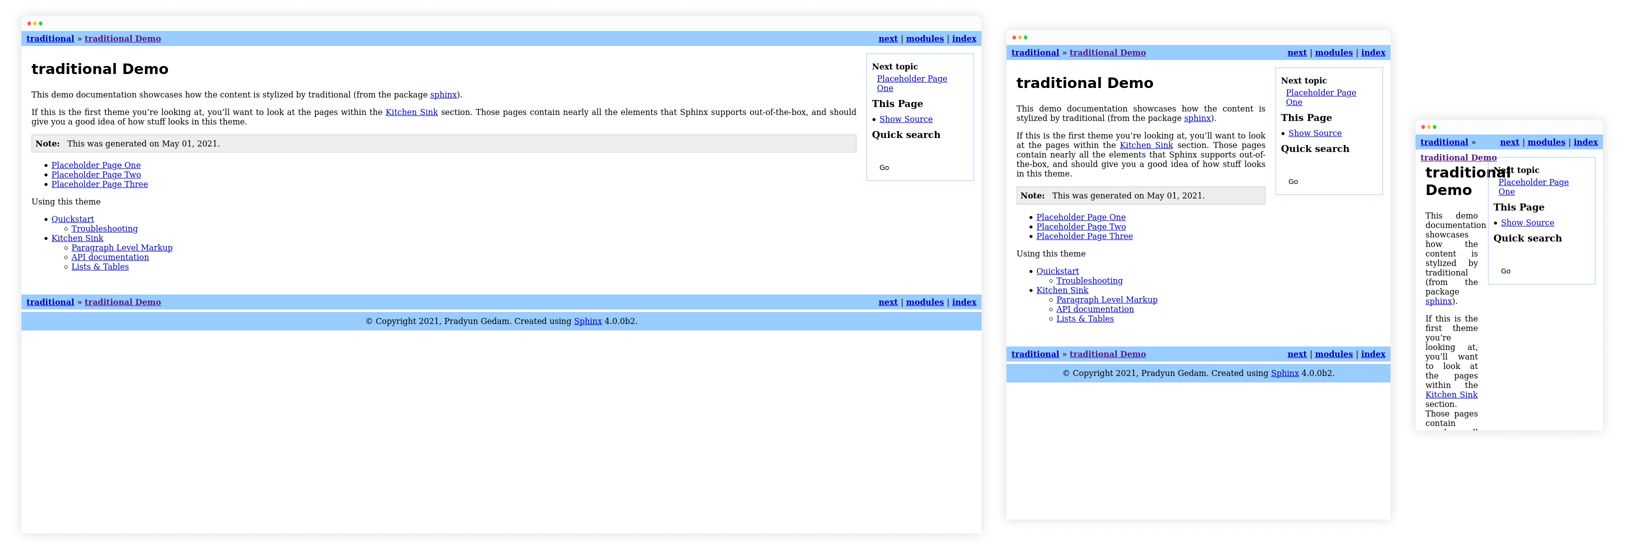 traditional » traditional Demo
next | modules | index
traditional Demo
This demo documentation showcases how the content is stylized by traditional (from the package sphinx).
If this is the first theme you’re looking at, you’ll want to look at the pages within the Kitchen Sink section. Those pages contain nearly all the elements that Sphinx supports out-of-the-box, and should
give you a good idea of how stuff looks in this theme.
Note: This was generated on May 01, 2021.
Placeholder Page One
Placeholder Page Two
Placeholder Page Three
Using this theme
Quickstart
Troubleshooting
Kitchen Sink
Paragraph Level Markup
API documentation
Lists & Tables
Next topic
Placeholder Page
One
This Page
Show Source
Quick search
Go
traditional » traditional Demo
next | modules | index
© Copyright 2021, Pradyun Gedam. Created using Sphinx 4.0.0b2.
traditional » traditional Demo
next | modules | index
traditional Demo
This demo documentation showcases how the content is
stylized by traditional (from the package sphinx).
If this is the first theme you’re looking at, you’ll want to look
at the pages within the Kitchen Sink section. Those pages
contain nearly all the elements that Sphinx supports out-of-
the-box, and should give you a good idea of how stuff looks
in this theme.
Note: This was generated on May 01, 2021.
Placeholder Page One
Placeholder Page Two
Placeholder Page Three
Using this theme
Quickstart
Troubleshooting
Kitchen Sink
Paragraph Level Markup
API documentation
Lists & Tables
Next topic
Placeholder Page
One
This Page
Show Source
Quick search
Go
traditional » traditional Demo
next | modules | index
© Copyright 2021, Pradyun Gedam. Created using Sphinx 4.0.0b2.
traditional »
next | modules | index
traditional Demo
traditional
Demo
This demo
documentation
showcases
how the
content is
stylized by
traditional
(from the
package
sphinx).
If this is the
first theme
you’re
looking at,
you’ll want
to look at
the pages
within the
Kitchen Sink
section.
Those pages
contain
Next topic
Placeholder Page
One
This Page
Show Source
Quick search
Go